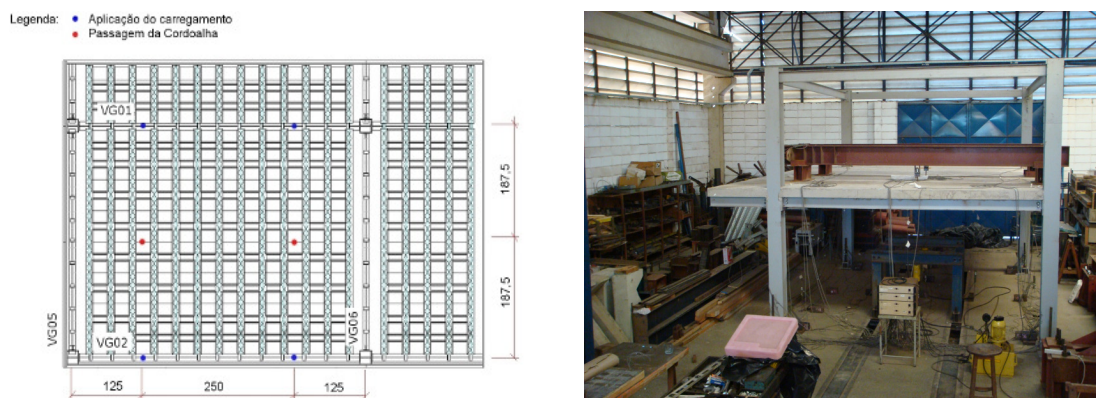 Legenda: Aplicação do carregamento
Passagem da Cordoalha
VG01
187,5
187,5
VG05
VG02
VG06
125
250
125